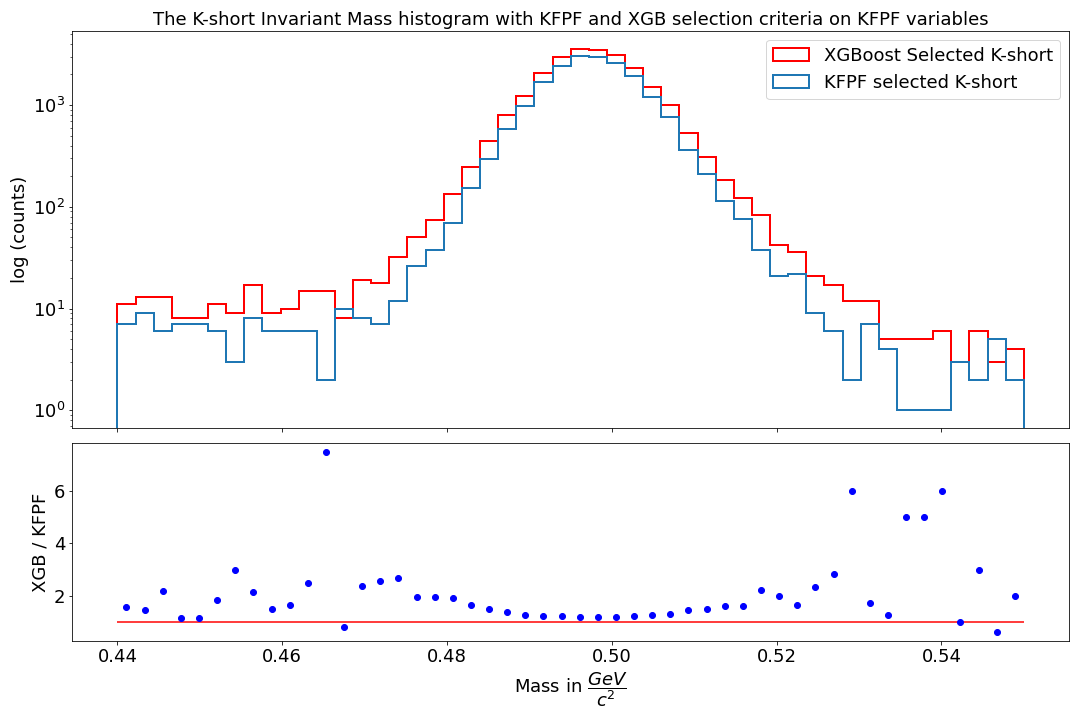 The K-short Invariant Mass histogram with KFPF and XGB selection criteria on KFPF variables
XGBoost Selected K-short
KFPF selected K-short
log (counts)
10³
10²
10¹
10⁰
XGB / KFPF
6
4
2
0.44 0.46 0.48 0.50 0.52 0.54
Mass in GeV/c²